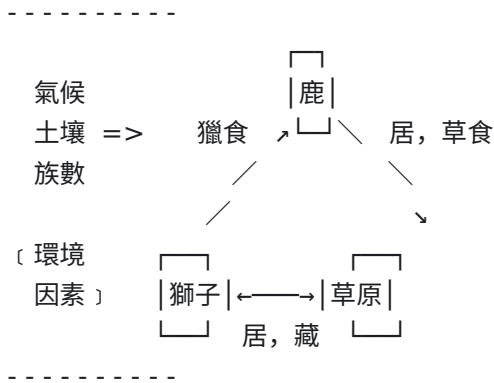 鹿
氣候
土壤 => 獵食 居，草食
族數
﹝環境
因素﹞ 獅子 草原
居，藏